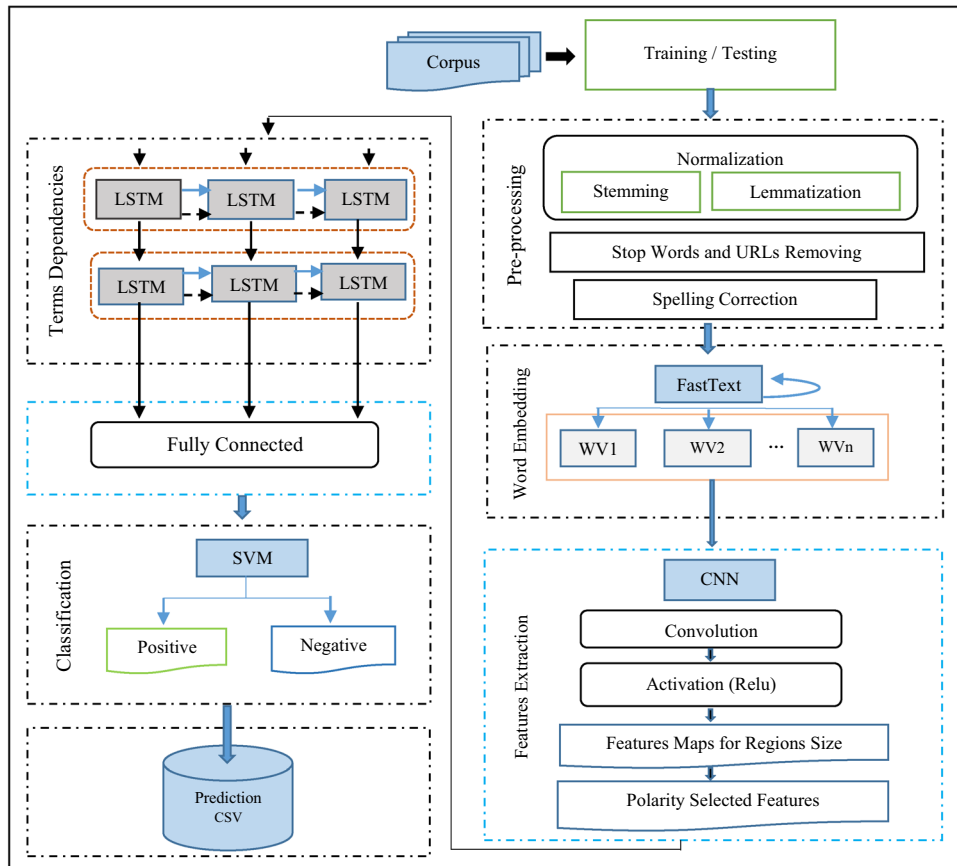 Corpus
Training / Testing
Pre-processing
Normalization
Stemming
Lemmatization
Stop Words and URLs Removing
Spelling Correction
Word Embedding
FastText
WV1
WV2
...
WVn
Features Extraction
CNN
Convolution
Activation (Relu)
Features Maps for Regions Size
Polarity Selected Features
Terms Dependencies
LSTM
LSTM
LSTM
LSTM
LSTM
LSTM
Fully Connected
Classification
SVM
Positive
Negative
Prediction
CSV